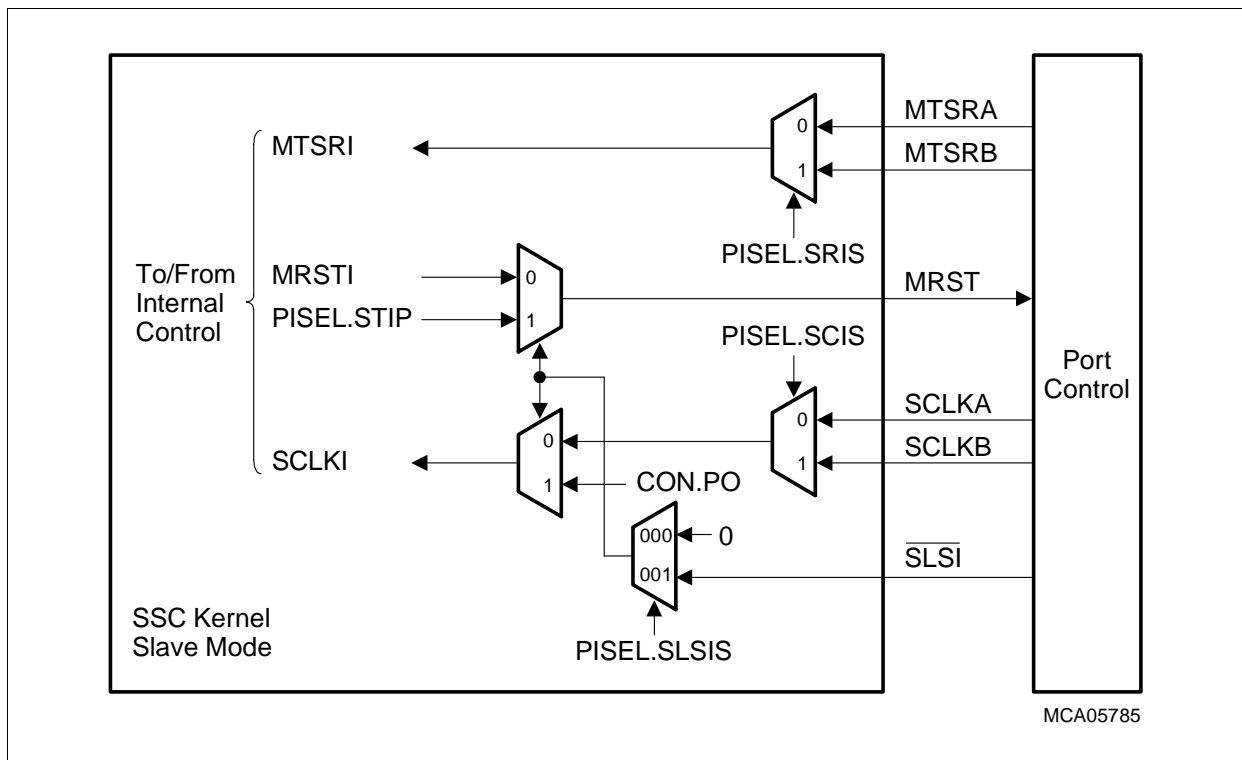 MTSRA
0
MTSRI
MTSRB
1
PISEL.SRIS
To/From
Internal
Control
MRSTI
0
MRST
PISEL.STIP
1
PISEL.SCIS
Port
Control
SCLKA
0
0
SCLKB
SCLKI
1
1
CON.PO
000
0
SLSI
001
SSC Kernel
Slave Mode
PISEL.SLSIS
MCA05785